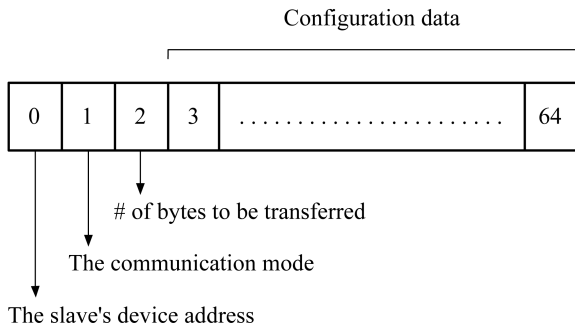 Configuration data
0 1 2 3 ........................ 64
# of bytes to be transferred
The communication mode
The slave's device address